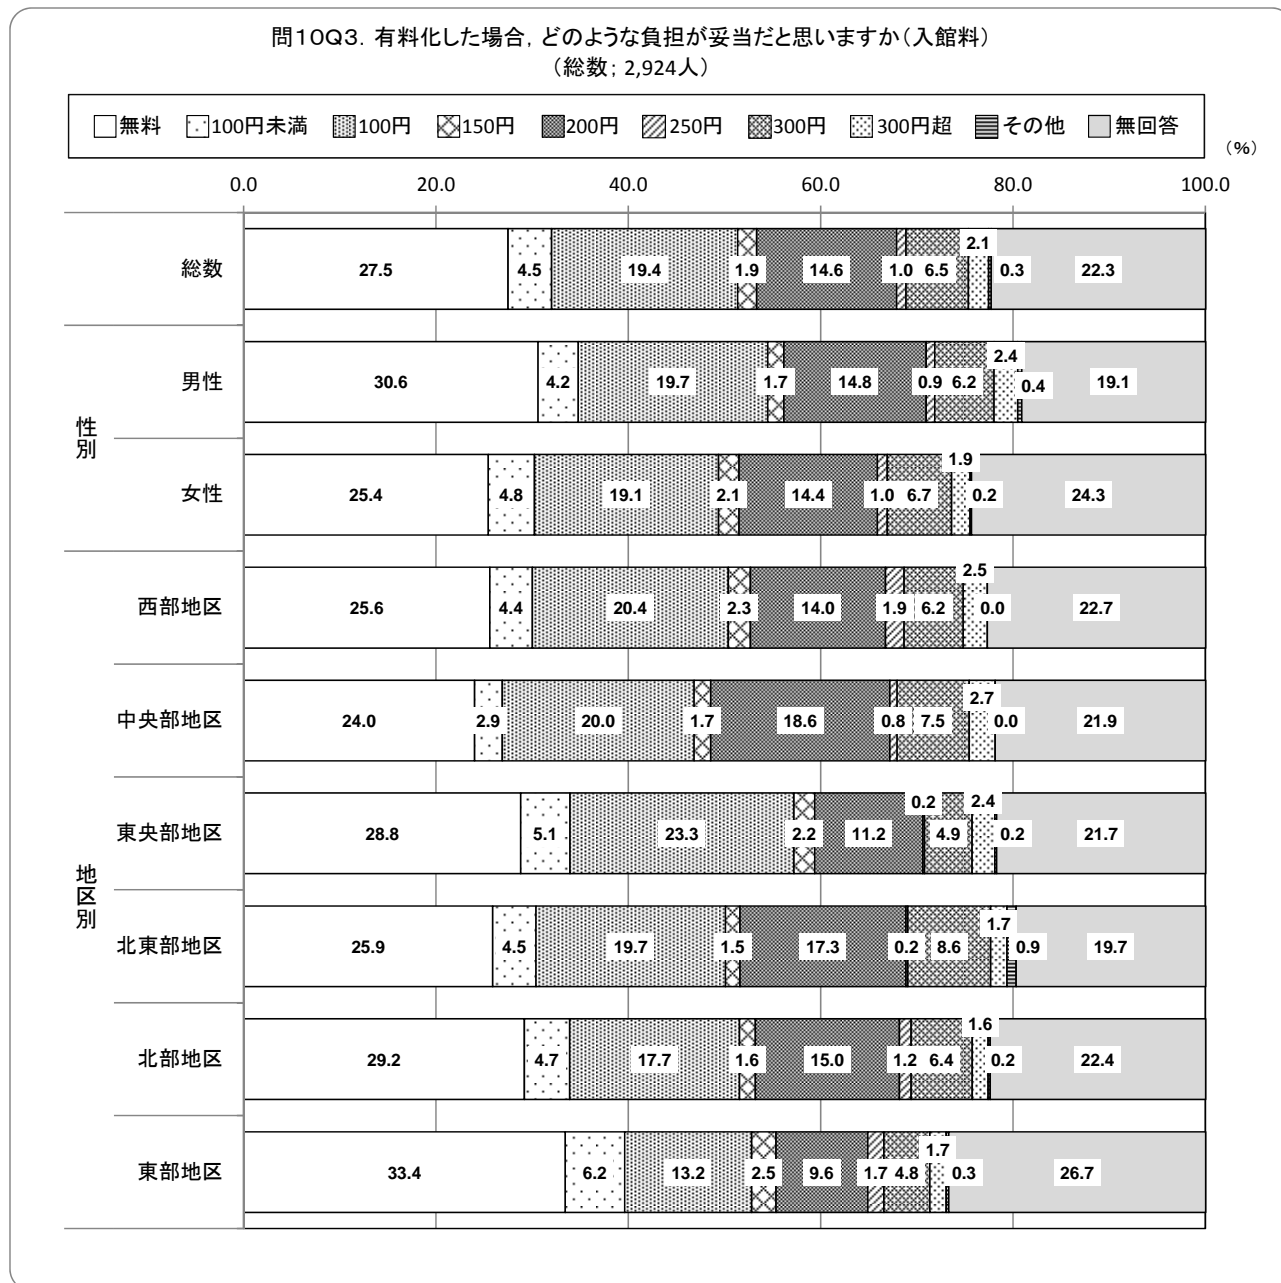 問10Q3．有料化した場合，どのような負担が妥当だと思いますか（入館料）
（総数；2,924人）
無料 100円未満 100円 150円 200円 250円 300円 300円超 その他 無回答
（%）
0.0 20.0 40.0 60.0 80.0 100.0
総数 27.5 4.5 19.4 1.9 14.6 1.0 6.5 2.1 0.3 22.3
性別
男性 30.6 4.2 19.7 1.7 14.8 0.9 6.2 2.4 0.4 19.1
女性 25.4 4.8 19.1 2.1 14.4 1.0 6.7 1.9 0.2 24.3
地区別
西部地区 25.6 4.4 20.4 2.3 14.0 1.9 6.2 2.5 0.0 22.7
中央部地区 24.0 2.9 20.0 1.7 18.6 0.8 7.5 2.7 0.0 21.9
東央部地区 28.8 5.1 23.3 2.2 11.2 0.2 4.9 2.4 0.2 21.7
北東部地区 25.9 4.5 19.7 1.5 17.3 0.2 8.6 1.7 0.9 19.7
北部地区 29.2 4.7 17.7 1.6 15.0 1.2 6.4 1.6 0.2 22.4
東部地区 33.4 6.2 13.2 2.5 9.6 1.7 4.8 1.7 0.3 26.7